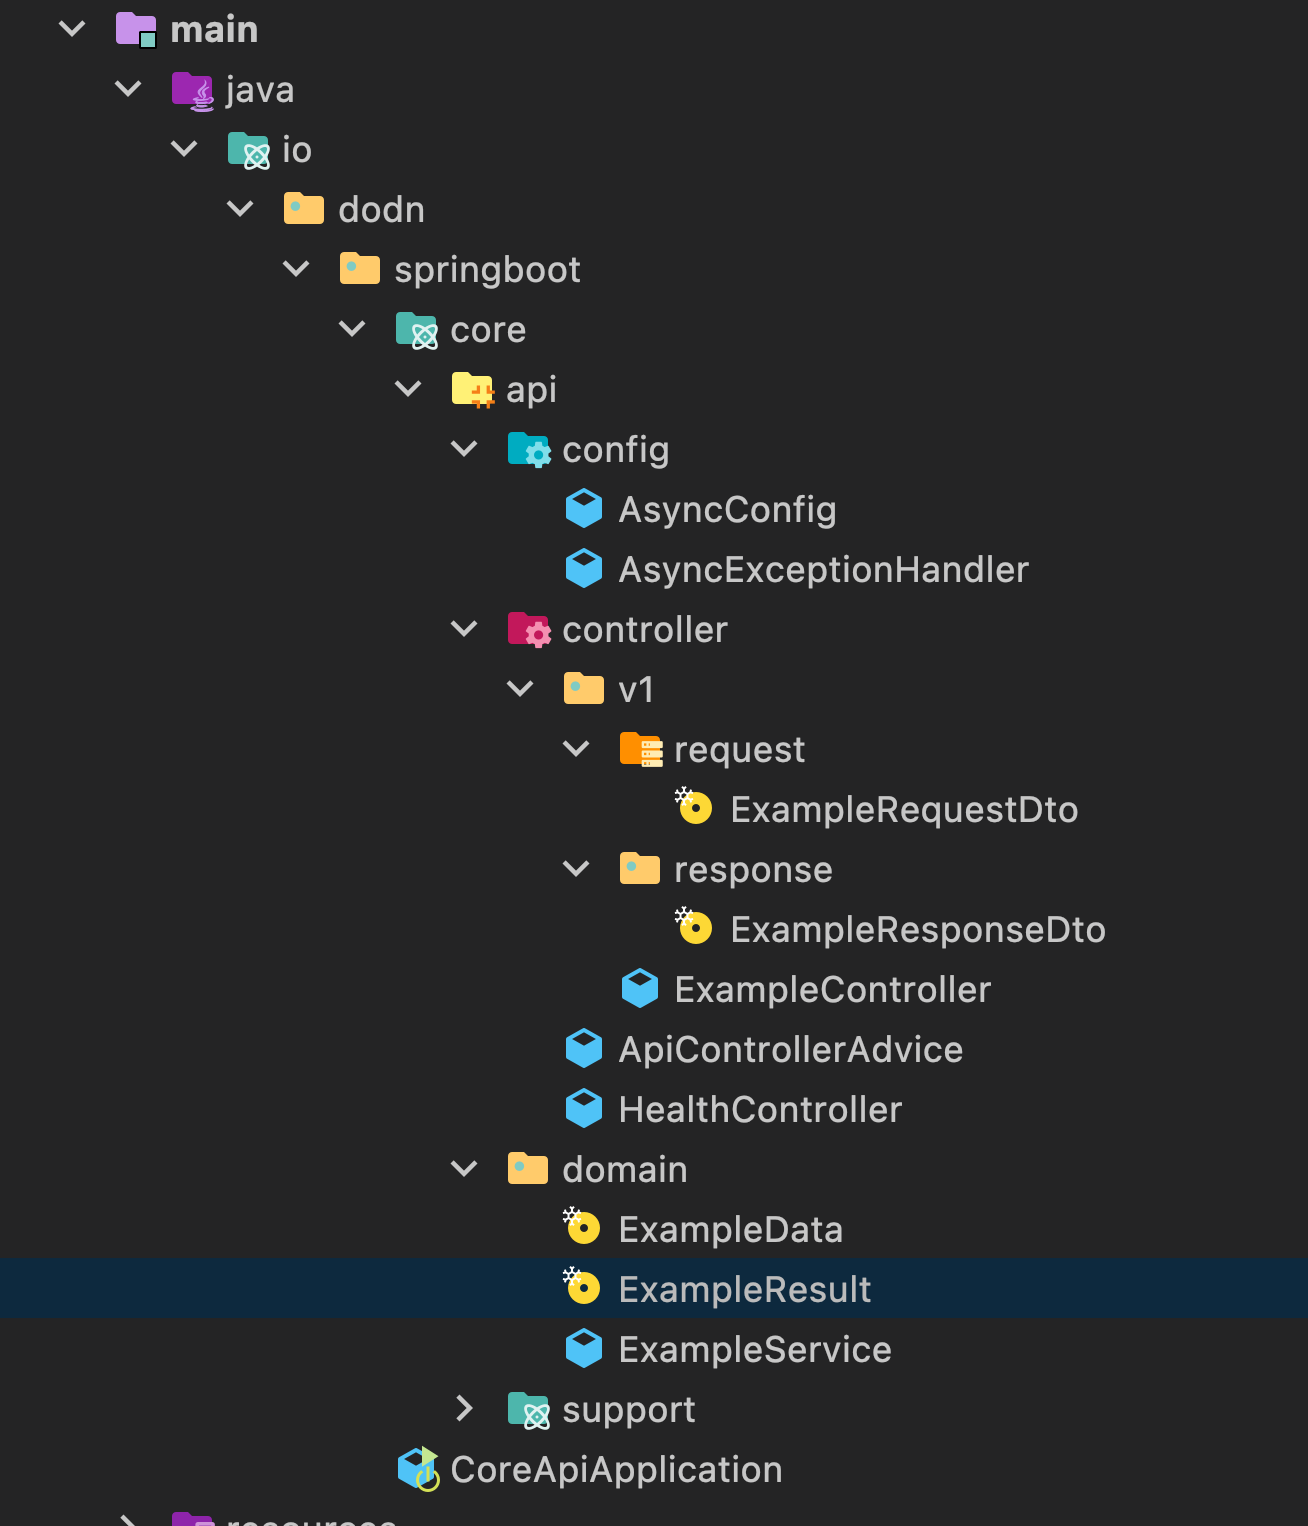 main
java
io
dodn
springboot
core
api
config
AsyncConfig
AsyncExceptionHandler
controller
v1
request
ExampleRequestDto
response
ExampleResponseDto
ExampleController
ApiControllerAdvice
HealthController
domain
ExampleData
ExampleResult
ExampleService
support
CoreApiApplication
resources